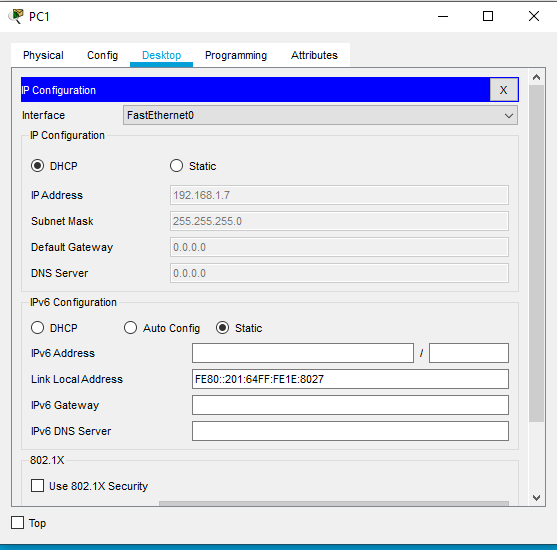 PC1
Physical Config Desktop Programming Attributes
IP Configuration X
Interface FastEthernet0
IP Configuration
DHCP Static
IP Address 192.168.1.7
Subnet Mask 255.255.255.0
Default Gateway 0.0.0.0
DNS Server 0.0.0.0
IPv6 Configuration
DHCP Auto Config Static
IPv6 Address /
Link Local Address FE80::201:64FF:FE1E:8027
IPv6 Gateway
IPv6 DNS Server
802.1X
Use 802.1X Security
Top